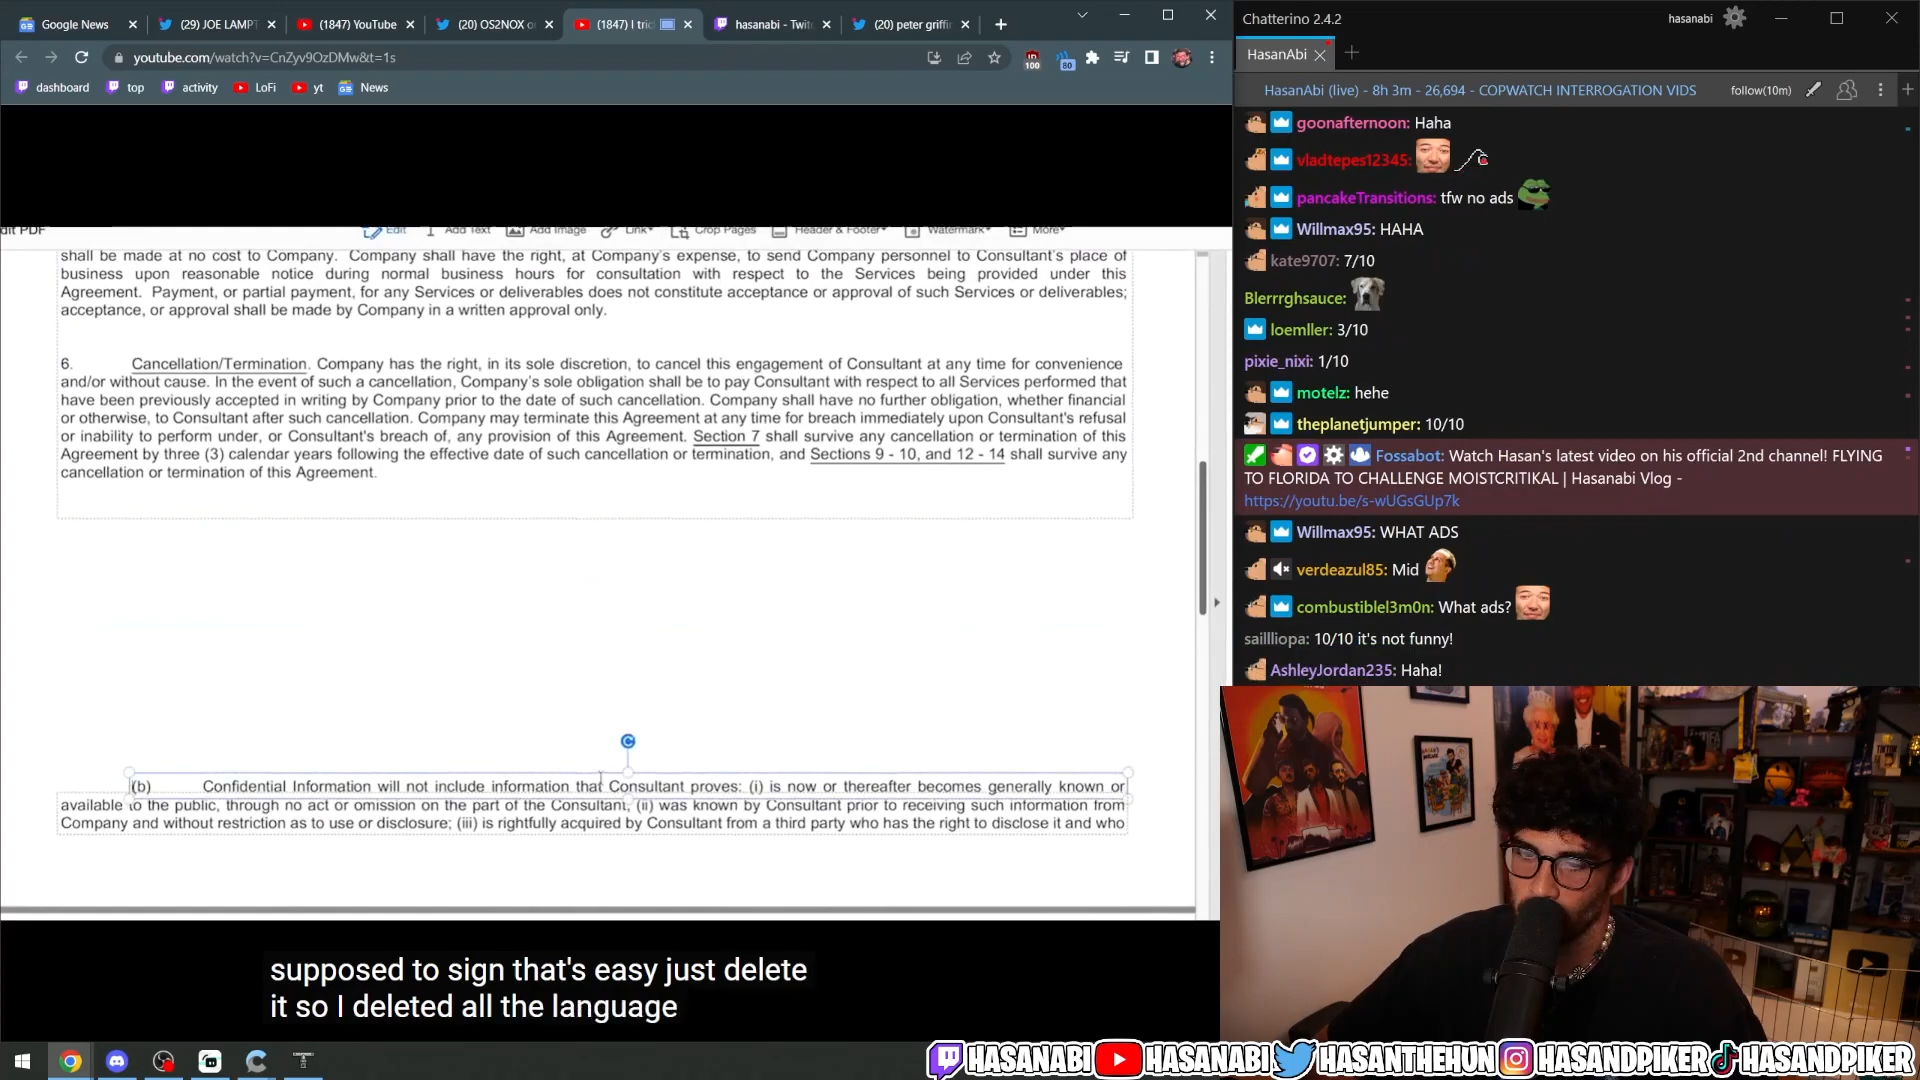 Google News
(29) JOE LAMPT
(1847) YouTube
(20) OS2NOX o
(1847) I tric
hasanabi - Twitc
(20) peter griffin
youtube.com/watch?v=CnZyv9OzDMw&t=1s
100
80
dashboard
top
activity
LoFi
yt
News
dit PDF
Edit
Add Text
Add Image
Link
Crop Pages
Header & Footer
Watermark
More
shall be made at no cost to Company. Company shall have the right, at Company's expense, to send Company personnel to Consultant's place of
business upon reasonable notice during normal business hours for consultation with respect to the Services being provided under this
Agreement. Payment, or partial payment, for any Services or deliverables does not constitute acceptance or approval of such Services or deliverables;
acceptance, or approval shall be made by Company in a written approval only.
6. Cancellation/Termination. Company has the right, in its sole discretion, to cancel this engagement of Consultant at any time for convenience
and/or without cause. In the event of such a cancellation, Company's sole obligation shall be to pay Consultant with respect to all Services performed that
have been previously accepted in writing by Company prior to the date of such cancellation. Company shall have no further obligation, whether financial
or otherwise, to Consultant after such cancellation. Company may terminate this Agreement at any time for breach immediately upon Consultant's refusal
or inability to perform under, or Consultant's breach of, any provision of this Agreement. Section 7 shall survive any cancellation or termination of this
Agreement by three (3) calendar years following the effective date of such cancellation or termination, and Sections 9 - 10, and 12 - 14 shall survive any
cancellation or termination of this Agreement.
(b) Confidential Information will not include information that Consultant proves: (i) is now or thereafter becomes generally known or
available to the public, through no act or omission on the part of the Consultant, (ii) was known by Consultant prior to receiving such information from
Company and without restriction as to use or disclosure; (iii) is rightfully acquired by Consultant from a third party who has the right to disclose it and who
supposed to sign that's easy just delete
it so I deleted all the language
Chatterino 2.4.2
hasanabi
HasanAbi
HasanAbi (live) - 8h 3m - 26,694 - COPWATCH INTERROGATION VIDS
follow(10m)
goonafternoon: Haha
vladtepes12345:
pancakeTransitions: tfw no ads
Willmax95: HAHA
kate9707: 7/10
Blerrrghsauce:
loemller: 3/10
pixie_nixi: 1/10
motelz: hehe
theplanetjumper: 10/10
Fossabot: Watch Hasan's latest video on his official 2nd channel! FLYING
TO FLORIDA TO CHALLENGE MOISTCRITIKAL | Hasanabi Vlog -
https://youtu.be/s-wUGsGUp7k
Willmax95: WHAT ADS
verdeazul85: Mid
combustiblel3m0n: What ads?
saillliopa: 10/10 it's not funny!
AshleyJordan235: Haha!
HASANABI
HASANABI
HASANTHEHUN
HASANDPIKER
HASANDPIKER